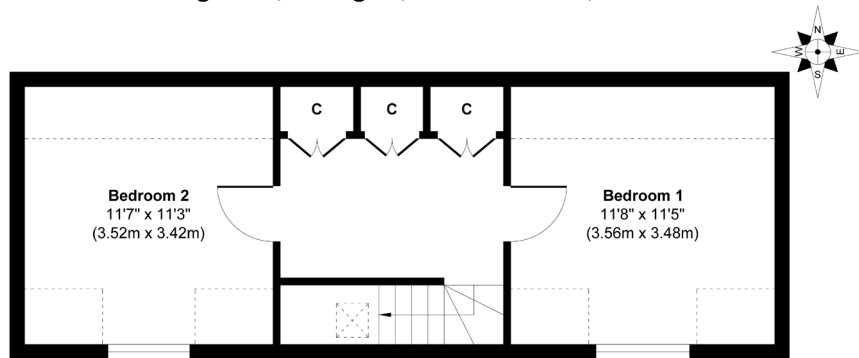 N
W
E
S
C
C
C
Bedroom 2
11'7" x 11'3"
(3.52m x 3.42m)
Bedroom 1
11'8" x 11'5"
(3.56m x 3.48m)